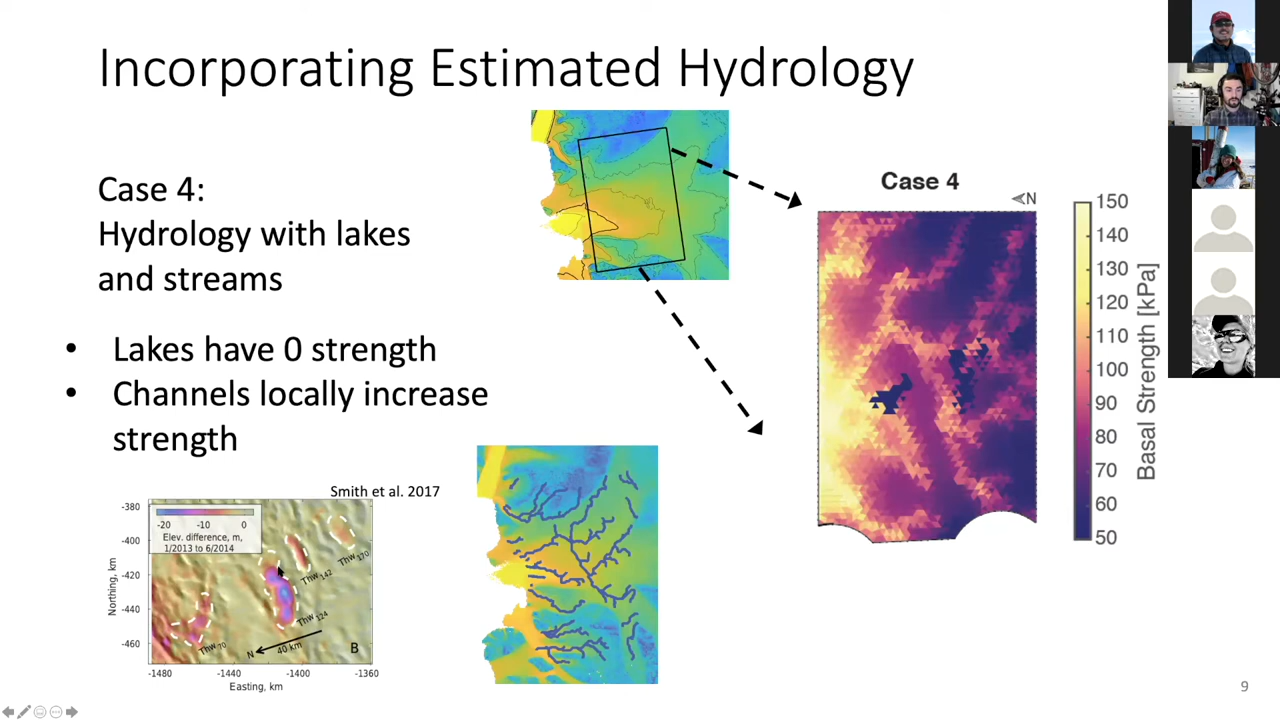 Incorporating Estimated Hydrology
Case 4:
Hydrology with lakes
and streams
• Lakes have 0 strength
• Channels locally increase
strength
Smith et al. 2017
-380
-400
-420
-440
-460
Northing, km
-20 -10 0
Elev. difference, m,
1/2013 to 6/2014
Thw 170
Thw 142
Thw 124
Thw 70
N 40 km
B
-1480 -1440 -1400 -1360
Easting, km
Case 4
N
150
140
130
120
110
100
90
80
70
60
50
Basal Strength [kPa]
9